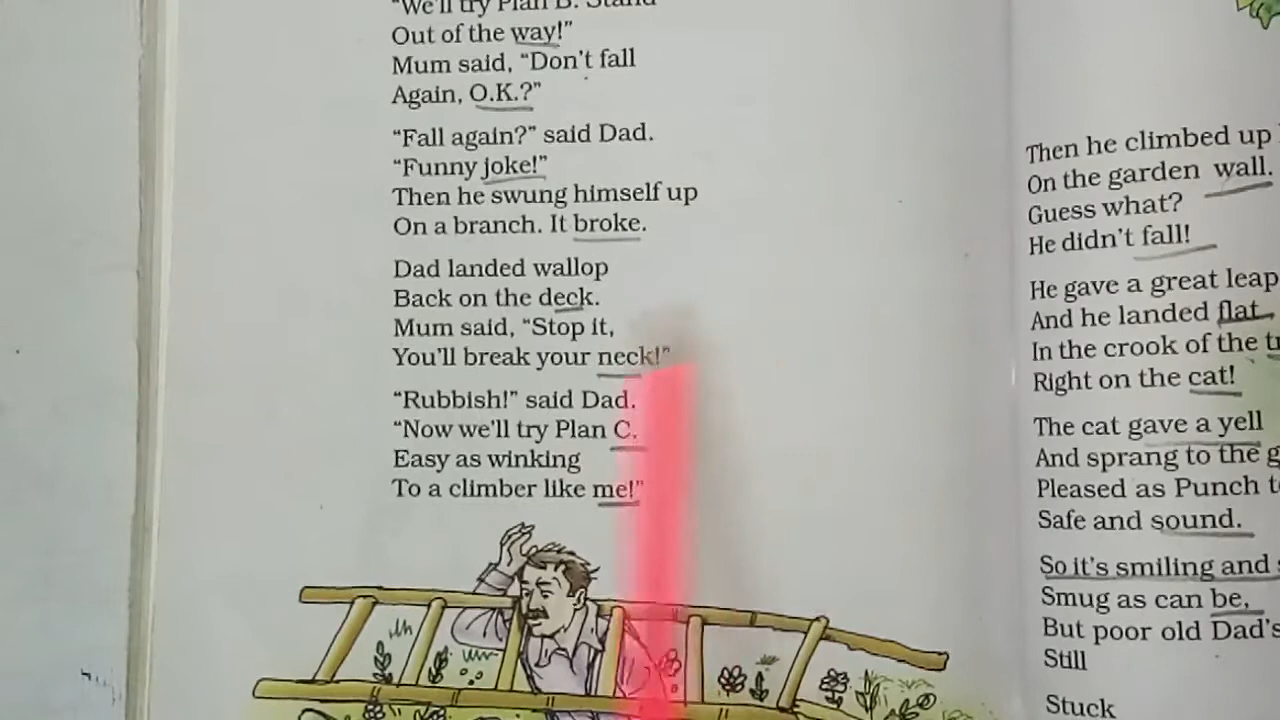 "We'll try Plan B. Stand
Out of the way!"
Mum said, "Don't fall
Again, O.K.?"
"Fall again?" said Dad.
"Funny joke!"
Then he swung himself up
On a branch. It broke.
Dad landed wallop
Back on the deck.
Mum said, "Stop it,
You'll break your neck!"
"Rubbish!" said Dad.
"Now we'll try Plan C.
Easy as winking
To a climber like me!"
Then he climbed up
On the garden wall.
Guess what?
He didn't fall!
He gave a great leap
And he landed flat
In the crook of the
Right on the cat!
The cat gave a yell
And sprang to the
Pleased as Punch
Safe and sound.
So it's smiling and
Smug as can be,
But poor old Dad's
Still
Stuck